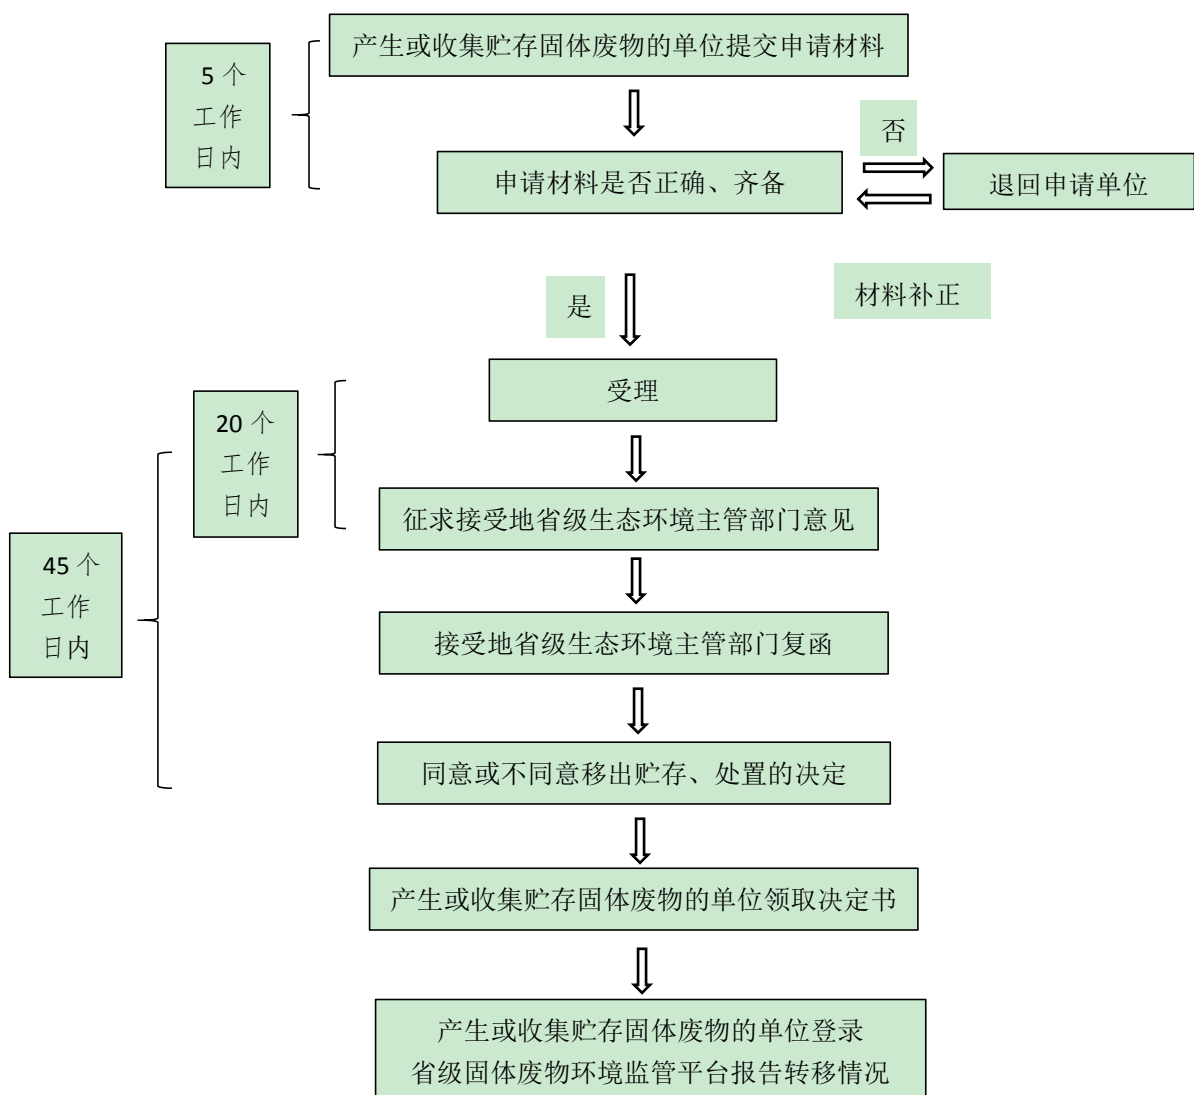 产生或收集贮存固体废物的单位提交申请材料
5 个
工作
日内
否
申请材料是否正确、齐备
退回申请单位
材料补正
是
受理
20 个
工作
日内
征求接受地省级生态环境主管部门意见
45 个
工作
日内
接受地省级生态环境主管部门复函
同意或不同意移出贮存、处置的决定
产生或收集贮存固体废物的单位领取决定书
产生或收集贮存固体废物的单位登录
省级固体废物环境监管平台报告转移情况